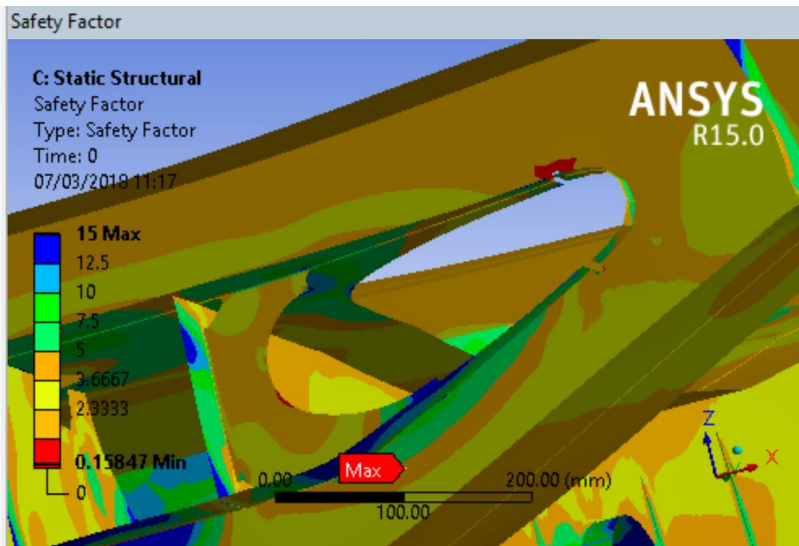 Safety Factor
C: Static Structural
Safety Factor
Type: Safety Factor
Time: 0
07/03/2018 11:17
ANSYS
R15.0
15 Max
12.5
10
7.5
5
3.6667
2.3333
0.15847 Min
0
Max
0.00
200.00 (mm)
100.00
Z
Y
X